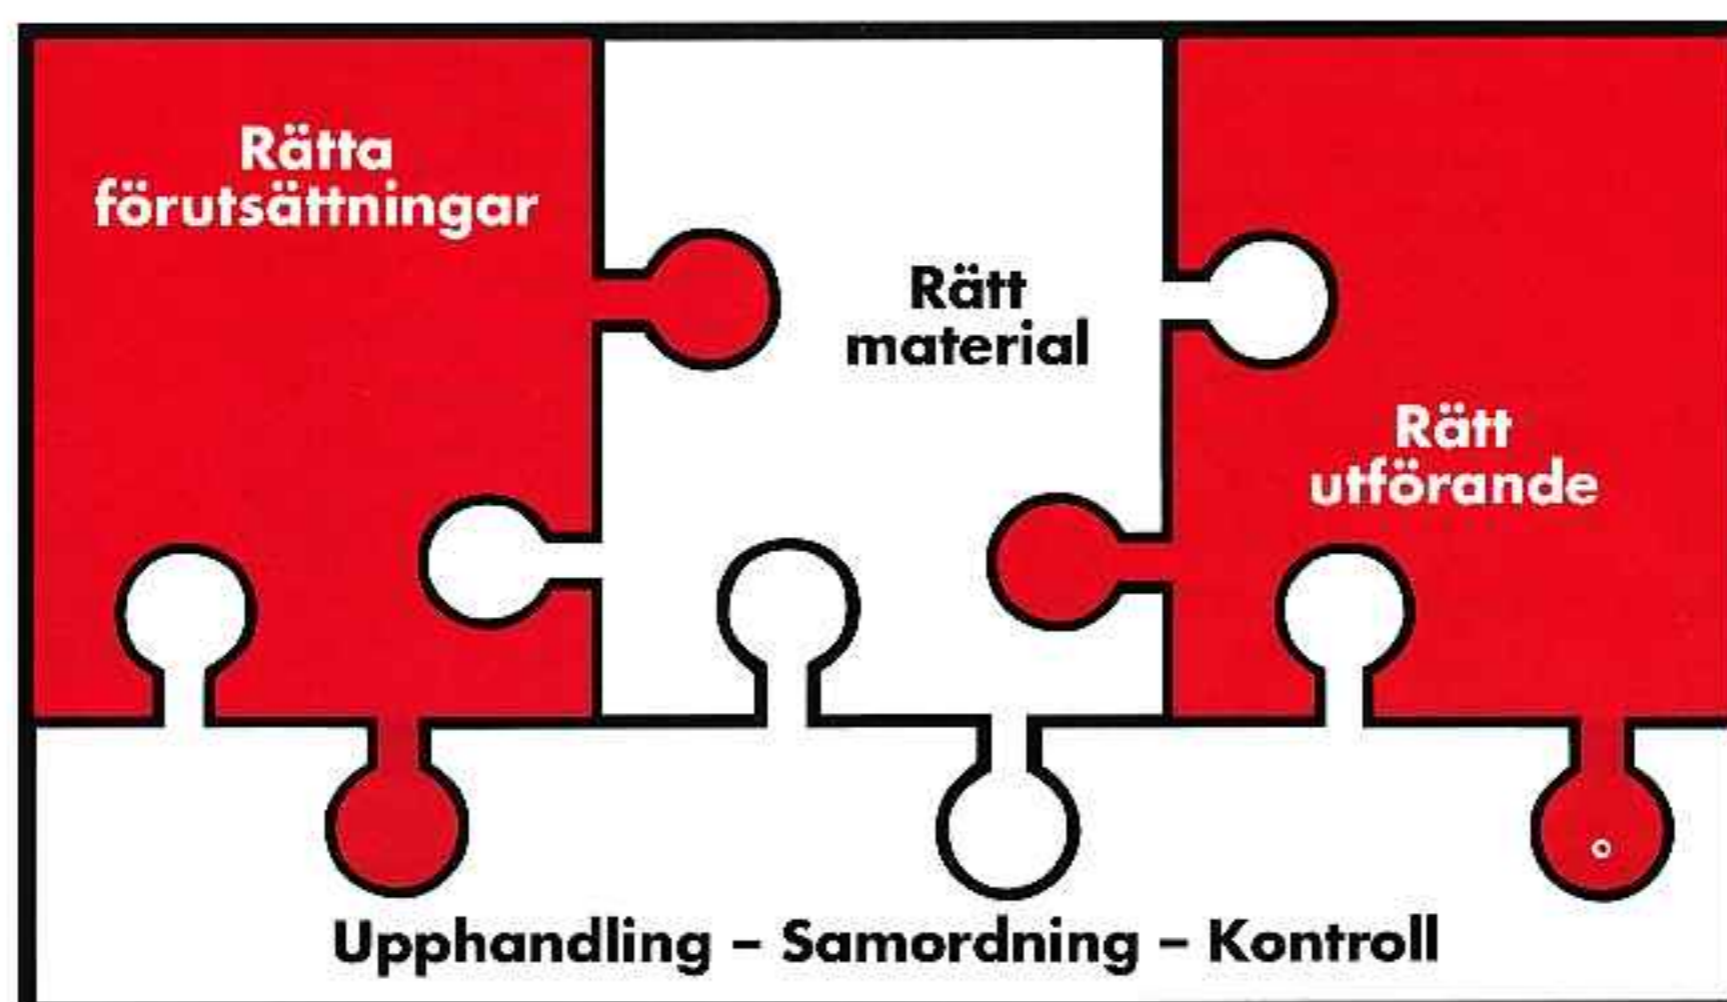 Rätta
förutsättningar
Rätt
material
Rätt
utförande
Upphandling – Samordning – Kontroll